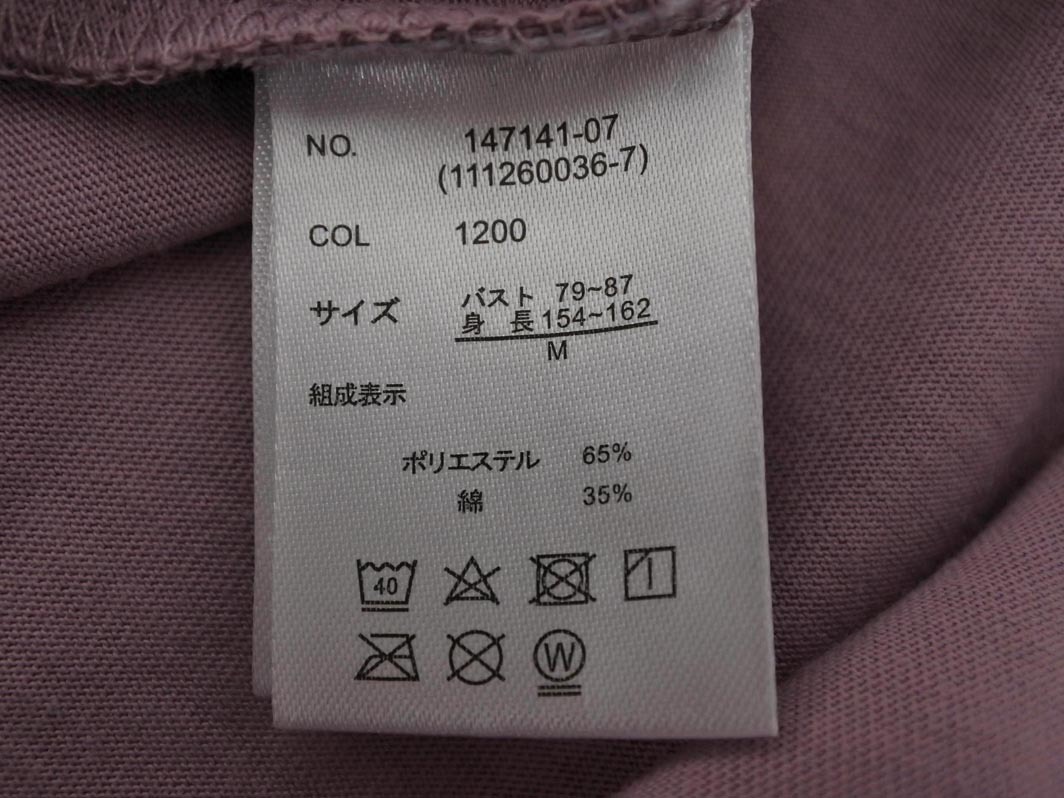 NO. 147141-07
(111260036-7)
COL 1200
サイズ バスト 79~87
身 長 154~162
M
組成表示
ポリエステル 65%
綿 35%
40
W